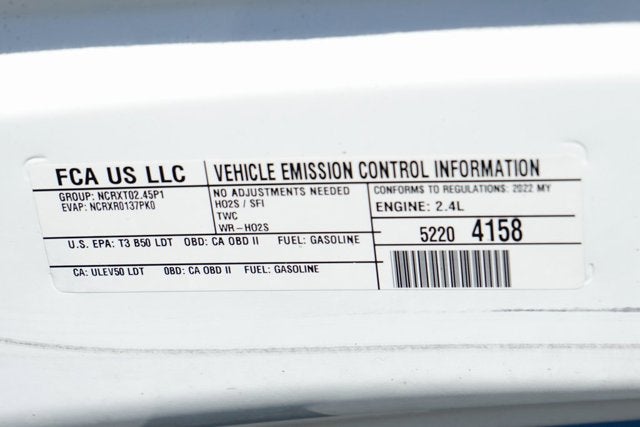 FCA US LLC
GROUP: NCRXT02.45P1
EVAP: NCRXR0137PK0
VEHICLE EMISSION CONTROL INFORMATION
NO ADJUSTMENTS NEEDED
HO2S / SFI
TWC
WR-HO2S
CONFORMS TO REGULATIONS: 2022 MY
ENGINE: 2.4L
U.S. EPA: T3 B50 LDT OBD: CA OBD II FUEL: GASOLINE
CA: ULEV50 LDT OBD: CA OBD II FUEL: GASOLINE
5220 4158